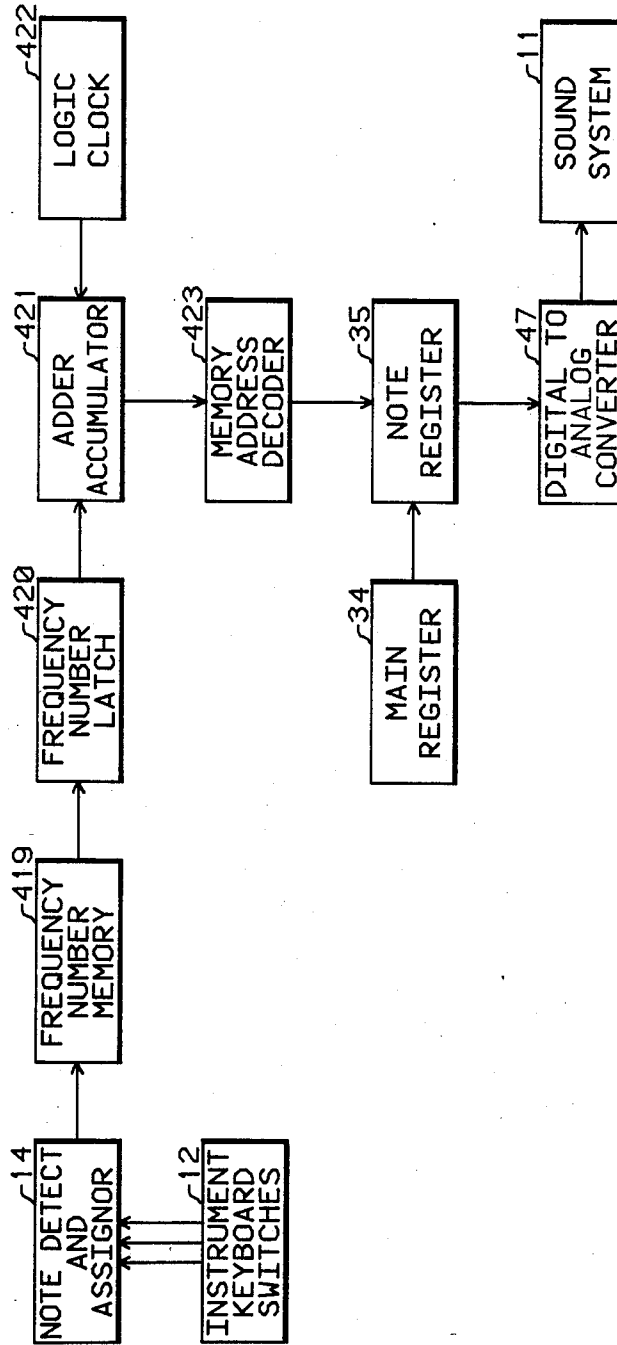 14
NOTE DETECT
AND
ASSIGNOR
12
INSTRUMENT
KEYBOARD
SWITCHES
419
FREQUENCY
NUMBER
MEMORY
420
FREQUENCY
NUMBER
LATCH
421
ADDER
ACCUMULATOR
422
LOGIC
CLOCK
423
MEMORY
ADDRESS
DECODER
34
MAIN
REGISTER
35
NOTE
REGISTER
47
DIGITAL TO
ANALOG
CONVERTER
11
SOUND
SYSTEM